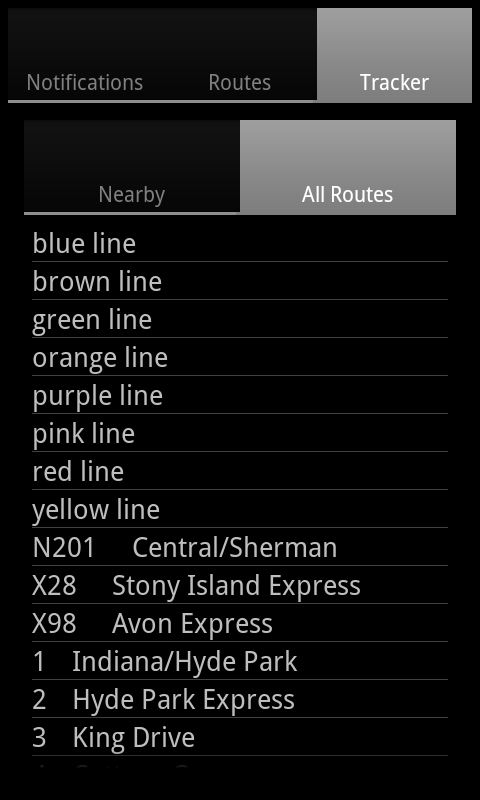 Notifications Routes Tracker
Nearby All Routes
blue line
brown line
green line
orange line
purple line
pink line
red line
yellow line
N201 Central/Sherman
X28 Stony Island Express
X98 Avon Express
1 Indiana/Hyde Park
2 Hyde Park Express
3 King Drive